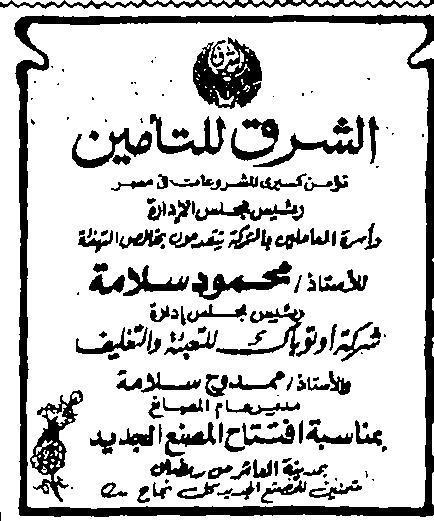 الشرق
الشرق للتأمين
تؤمن كبرى المشروعات فى مصر
رئيس مجلس الإدارة
وأسرة العاملين بالشركة يتقدمون بخالص التهنئة
للأستاذ / محمود سلامة
رئيس مجلس إدارة
شركة أوتوباك للتعبئة والتغليف
والأستاذ / ممدوح سلامة
مدير عام المصانع
بمناسبة افتتاح المصنع الجديد
بمدينة العاشر من رمضان
متمنين للمصنع الجديد كل نجاح